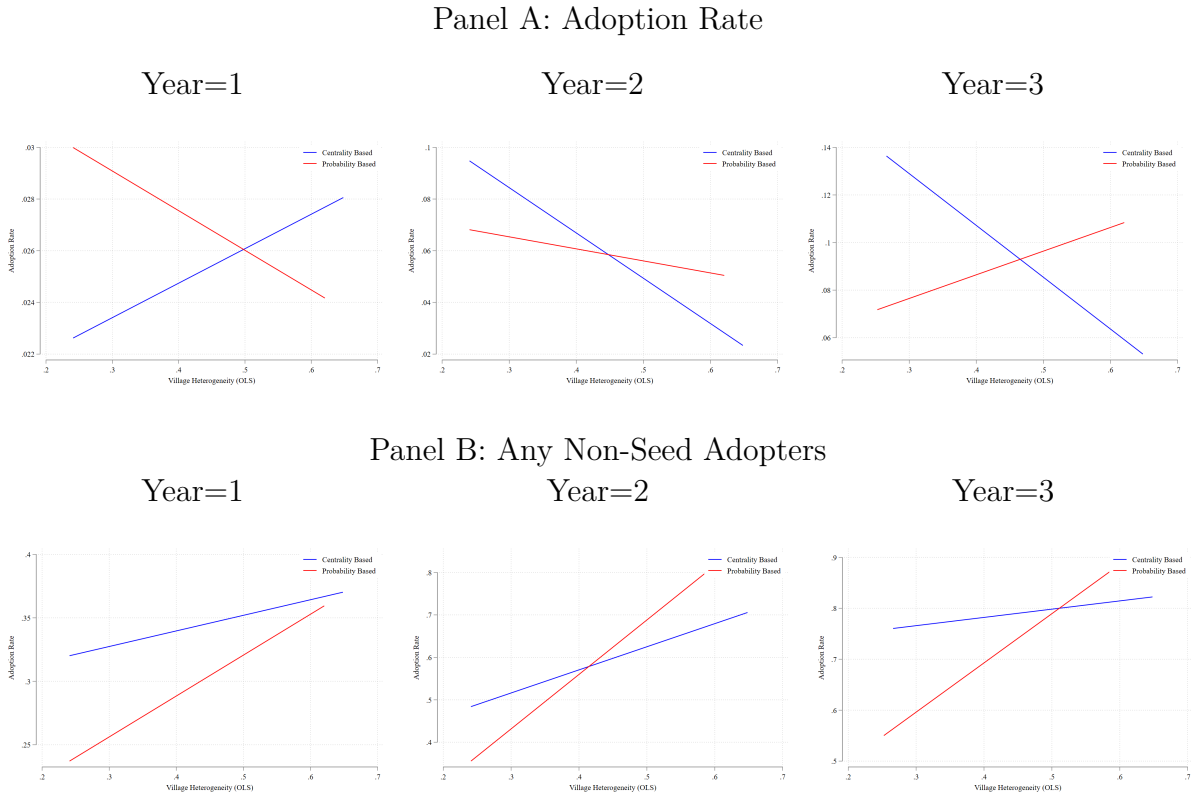 Panel A: Adoption Rate
Year=1
Year=2
Year=3
Centrality Based
Probability Based
.03
.028
.026
.024
.022
Adoption Rate
.2 .3 .4 .5 .6 .7
Village Heterogeneity (OLS)
Centrality Based
Probability Based
.1
.08
.06
.04
.02
Adoption Rate
.2 .3 .4 .5 .6 .7
Village Heterogeneity (OLS)
Centrality Based
Probability Based
.14
.12
.1
.08
.06
Adoption Rate
.2 .3 .4 .5 .6 .7
Village Heterogeneity (OLS)
Panel B: Any Non-Seed Adopters
Year=1
Year=2
Year=3
Centrality Based
Probability Based
.4
.35
.3
.25
Adoption Rate
.2 .3 .4 .5 .6 .7
Village Heterogeneity (OLS)
Centrality Based
Probability Based
.8
.7
.6
.5
.4
Adoption Rate
.2 .3 .4 .5 .6 .7
Village Heterogeneity (OLS)
Centrality Based
Probability Based
.9
.8
.7
.6
.5
Adoption Rate
.2 .3 .4 .5 .6 .7
Village Heterogeneity (OLS)